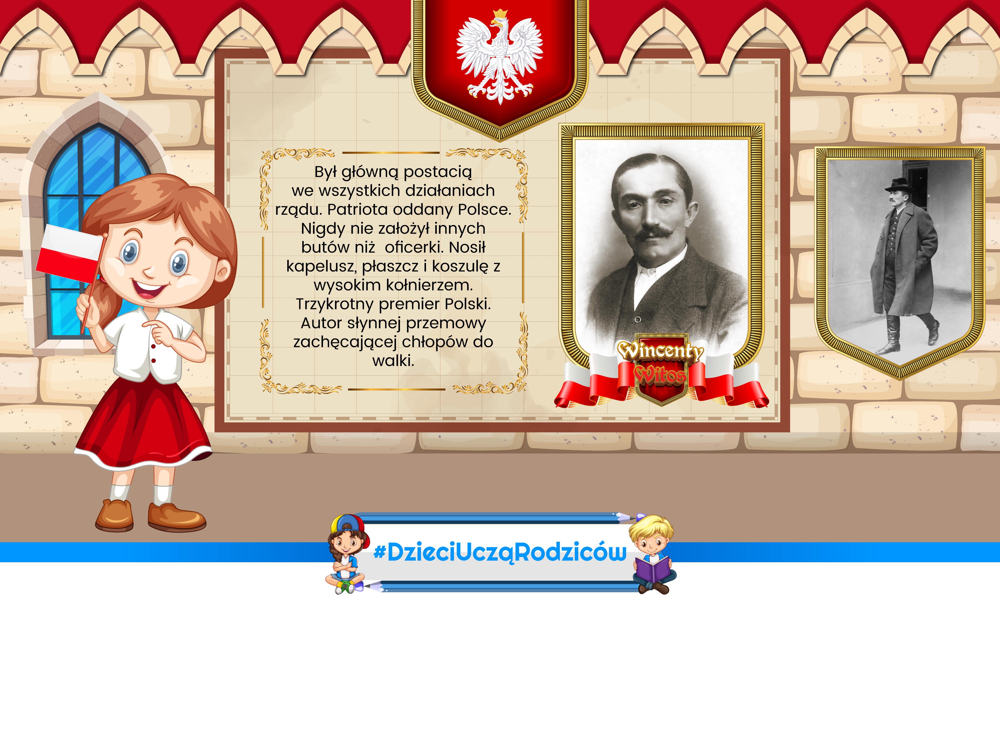 Był główną postacią
we wszystkich działaniach
rządu. Patriota oddany Polsce.
Nigdy nie założył innych
butów niż  oficerki. Nosił
kapelusz, płaszcz i koszulę z
wysokim kołnierzem.
Trzykrotny premier Polski.
Autor słynnej przemowy
zachęcającej chłopów do
walki.
Wincenty
Witos
#DzieciUcząRodziców